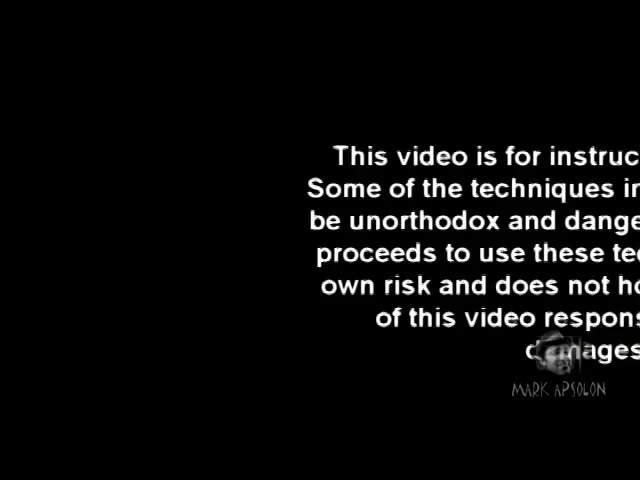 This video is for instruc
Some of the techniques in
be unorthodox and dange
proceeds to use these tec
own risk and does not ho
of this video respons
damages
MARK APSOLON